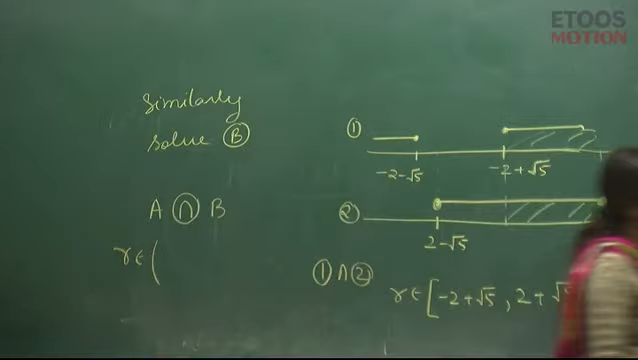 ETOOS
MOTION
Similarly
solve Ⓑ
A ∩ B
r ∈ (
①
-2-√5
-2+√5
②
2-√5
① ∩ ②
r ∈ [-2+√5 , 2+√5